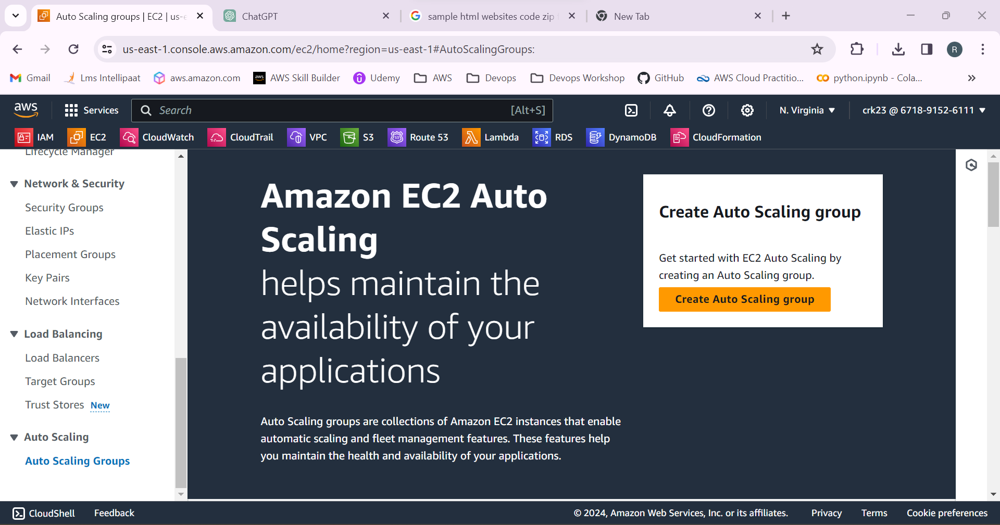 Auto Scaling groups | EC2 | us-e
ChatGPT
sample html websites code zip f
New Tab
us-east-1.console.aws.amazon.com/ec2/home?region=us-east-1#AutoScalingGroups:
R
Gmail
Lms Intellipaat
aws.amazon.com
aws
AWS Skill Builder
Udemy
AWS
Devops
Devops Workshop
GitHub
AWS Cloud Practitio...
python.ipynb - Cola...
aws
Services
Search
[Alt+S]
N. Virginia
crk23 @ 6718-9152-6111
IAM
EC2
CloudWatch
CloudTrail
VPC
S3
Route 53
Lambda
RDS
DynamoDB
CloudFormation
Lifecycle Manager
Network & Security
Security Groups
Elastic IPs
Placement Groups
Key Pairs
Network Interfaces
Load Balancing
Load Balancers
Target Groups
Trust Stores New
Auto Scaling
Auto Scaling Groups
Amazon EC2 Auto
Scaling
helps maintain the
availability of your
applications
Auto Scaling groups are collections of Amazon EC2 instances that enable
automatic scaling and fleet management features. These features help
you maintain the health and availability of your applications.
Create Auto Scaling group
Get started with EC2 Auto Scaling by
creating an Auto Scaling group.
Create Auto Scaling group
CloudShell
Feedback
© 2024, Amazon Web Services, Inc. or its affiliates.
Privacy
Terms
Cookie preferences